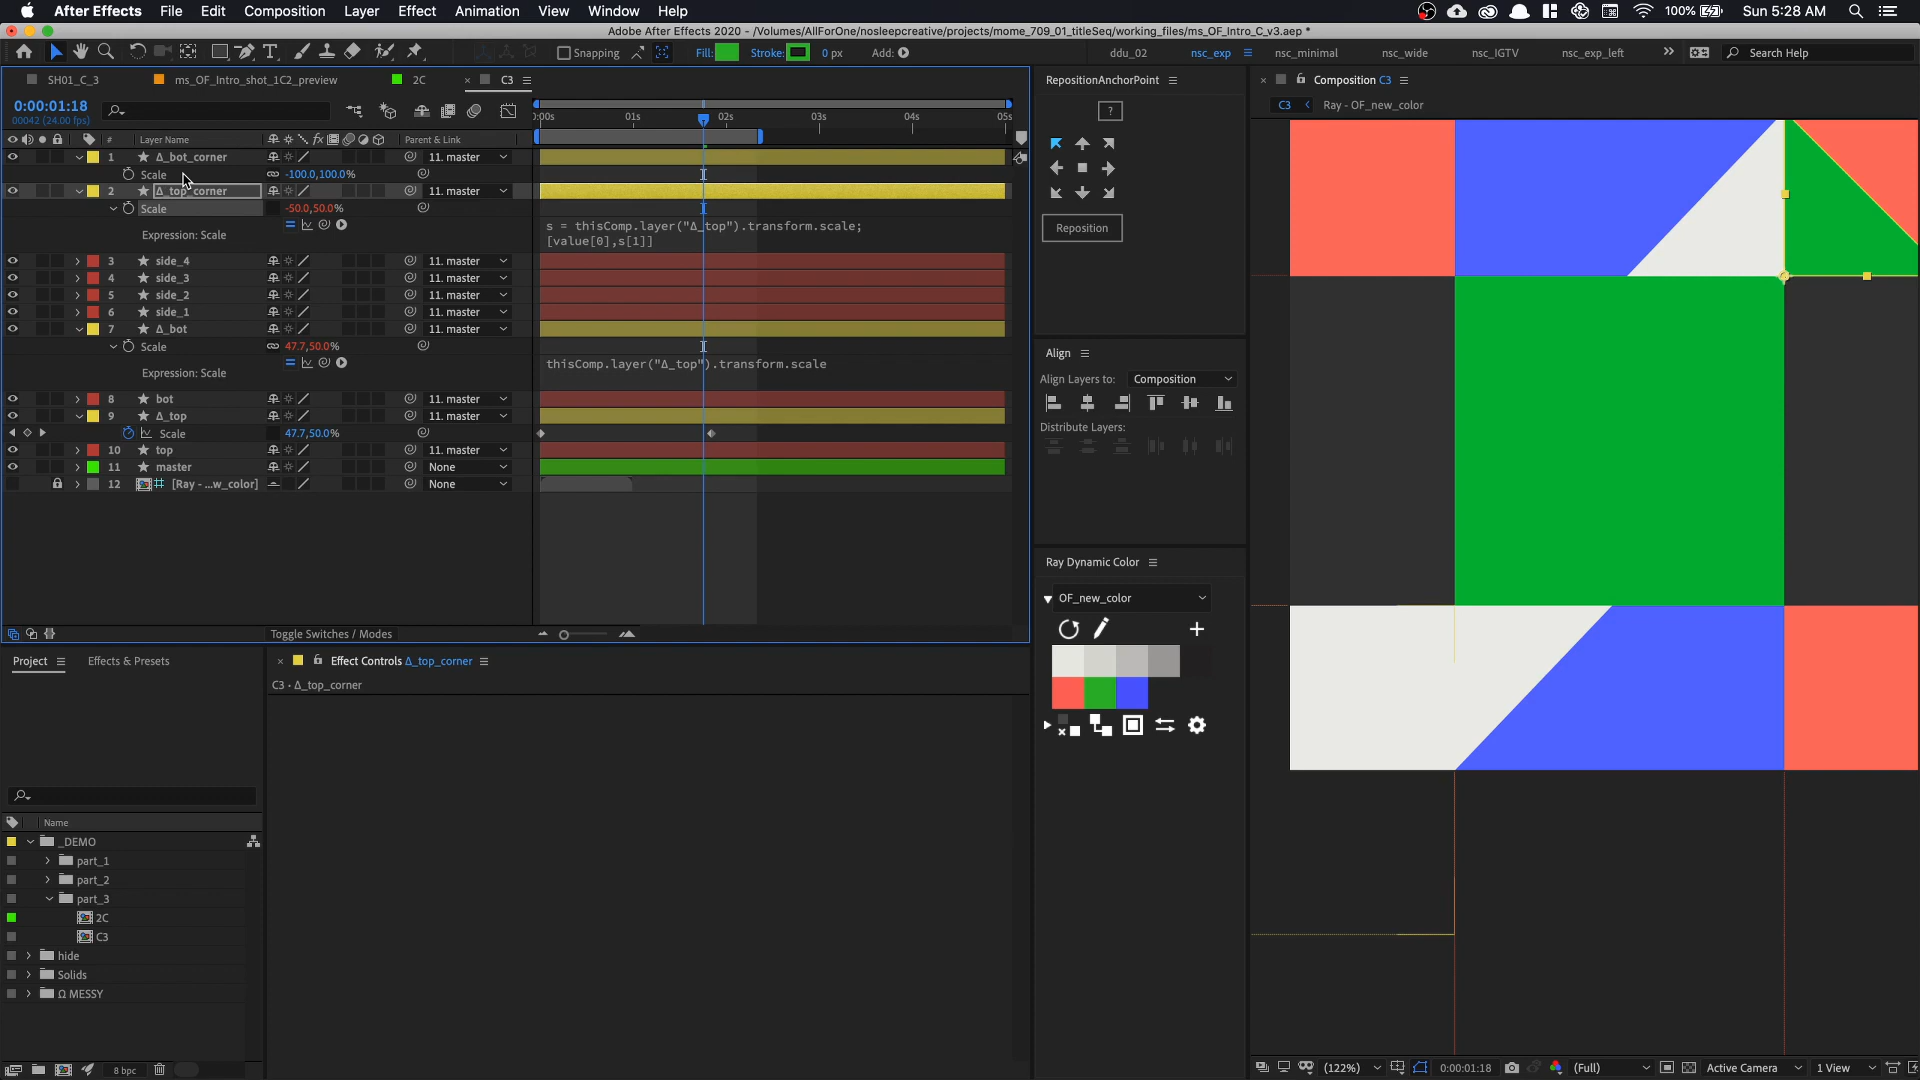 After Effects File Edit Composition Layer Effect Animation View Window Help 100% Sun 5:28 AM
Adobe After Effects 2020 - /Volumes/AllForOne/nosleepcreative/projects/mome_709_01_titleSeq/working_files/ms_OF_Intro_C_v3.aep *
Snapping Fill: Stroke: 0 px Add: ddu_02 nsc_exp nsc_minimal nsc_wide nsc_IGTV nsc_exp_left >> Search Help
SH01_C_3 ms_OF_Intro_shot_1C2_preview 2C × C3
0:00:01:18
00042 (24.00 fps)
:00s 01s 02s 03s 04s 05s
# Layer Name fx Parent & Link
1 Δ_bot_corner 11. master
Scale -100.0,100.0%
2 Δ_top_corner 11. master
Scale -50.0,50.0%
Expression: Scale
s = thisComp.layer("Δ_top").transform.scale;
[value[0],s[1]]
3 side_4 11. master
4 side_3 11. master
5 side_2 11. master
6 side_1 11. master
7 Δ_bot 11. master
Scale 47.7,50.0%
Expression: Scale
thisComp.layer("Δ_top").transform.scale
8 bot 11. master
9 Δ_top 11. master
Scale 47.7,50.0%
10 top 11. master
11 master None
12 [Ray - ...w_color] None
Toggle Switches / Modes
Project Effects & Presets
Name
_DEMO
part_1
part_2
part_3
2C
C3
hide
Solids
Ω MESSY
8 bpc
× Effect Controls Δ_top_corner
C3 • Δ_top_corner
RepositionAnchorPoint
?
Reposition
Align
Align Layers to: Composition
Distribute Layers:
Ray Dynamic Color
OF_new_color
+
× Composition C3
C3 Ray - OF_new_color
(122%) 0:00:01:18 (Full) Active Camera 1 View